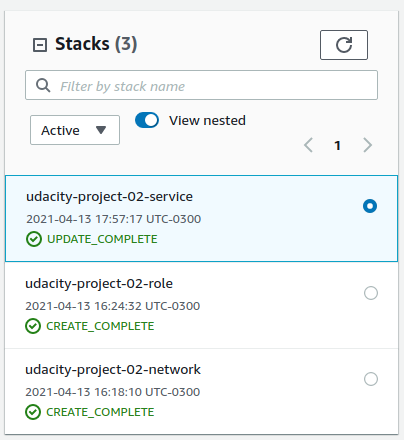 Stacks (3)
Filter by stack name
Active
View nested
1
udacity-project-02-service
2021-04-13 17:57:17 UTC-0300
UPDATE_COMPLETE
udacity-project-02-role
2021-04-13 16:24:32 UTC-0300
CREATE_COMPLETE
udacity-project-02-network
2021-04-13 16:18:10 UTC-0300
CREATE_COMPLETE